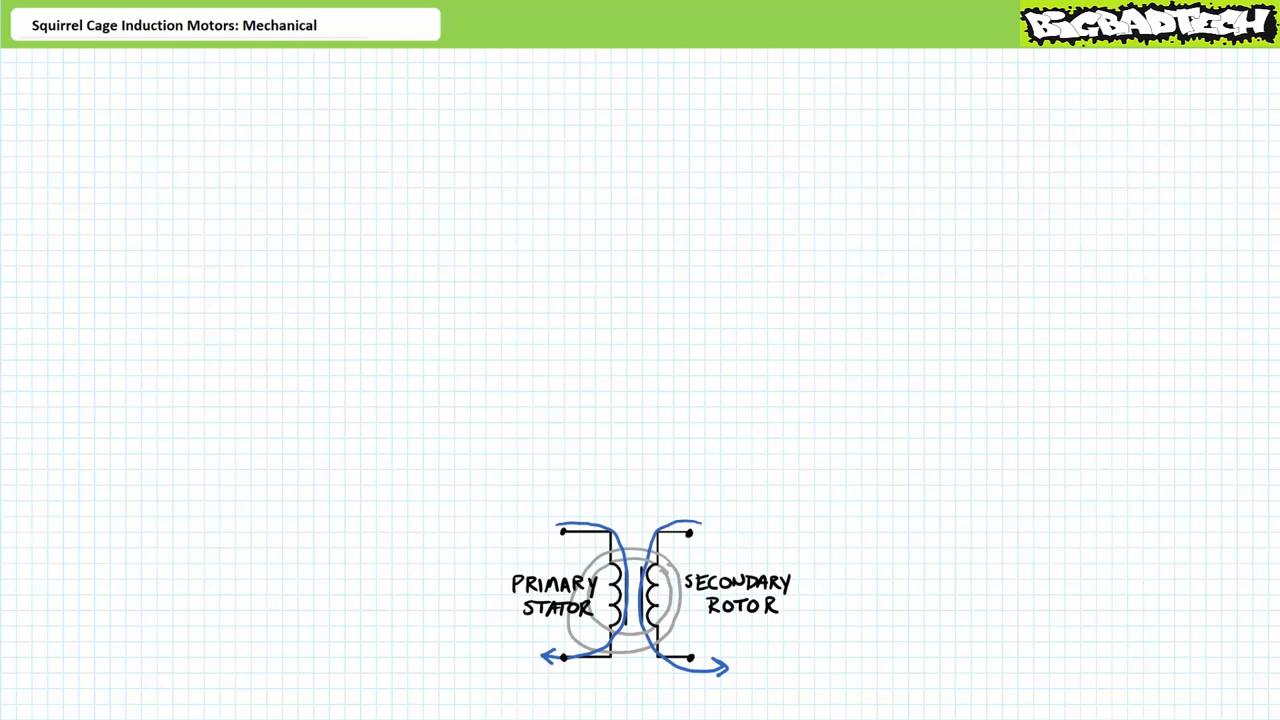 Squirrel Cage Induction Motors: Mechanical
BIGBADTECH
PRIMARY
STATOR
SECONDARY
ROTOR